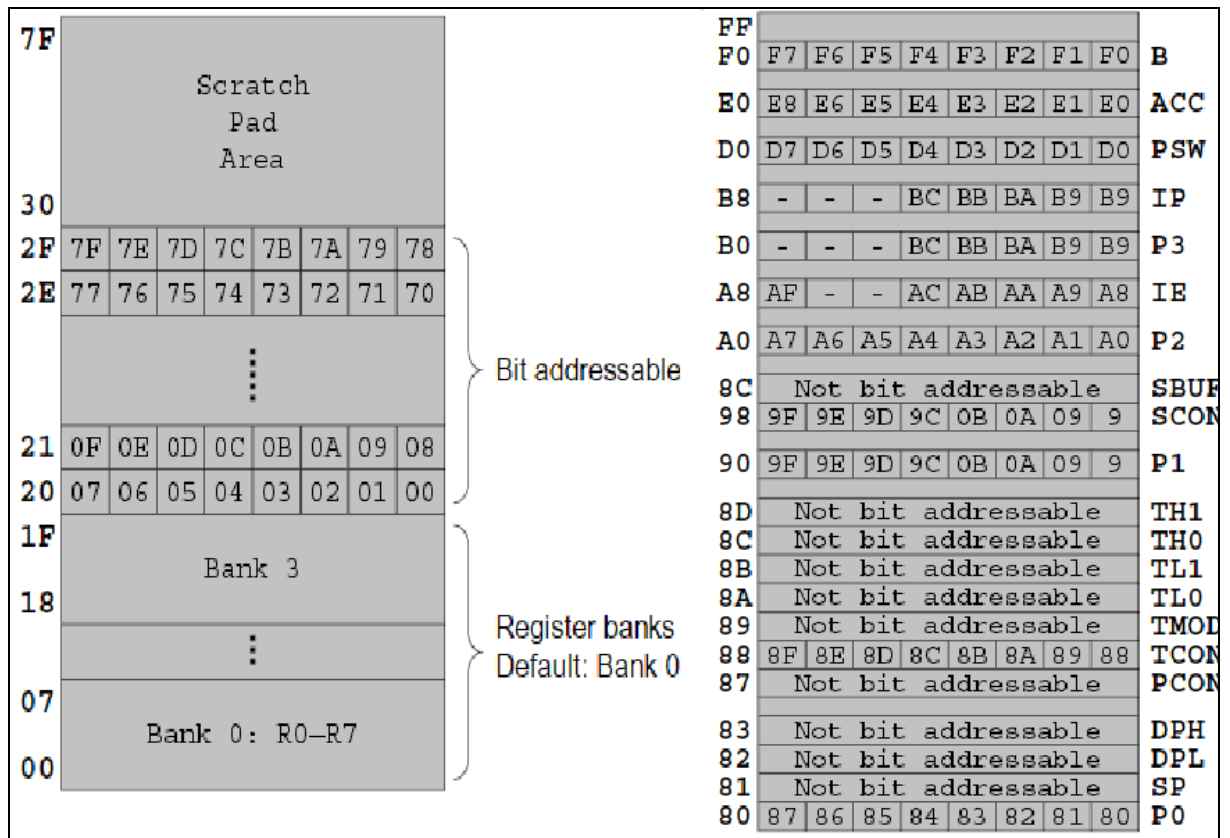 7F
Scratch
Pad
Area
30
2F 7F 7E 7D 7C 7B 7A 79 78
2E 77 76 75 74 73 72 71 70
Bit addressable
21 0F 0E 0D 0C 0B 0A 09 08
20 07 06 05 04 03 02 01 00
1F
Bank 3
18
Register banks
Default: Bank 0
07
Bank 0: R0–R7
00
FF
F0 F7 F6 F5 F4 F3 F2 F1 F0 B
E0 E8 E6 E5 E4 E3 E2 E1 E0 ACC
D0 D7 D6 D5 D4 D3 D2 D1 D0 PSW
B8 - - - BC BB BA B9 B9 IP
B0 - - - BC BB BA B9 B9 P3
A8 AF - - AC AB AA A9 A8 IE
A0 A7 A6 A5 A4 A3 A2 A1 A0 P2
8C Not bit addressable SBUF
98 9F 9E 9D 9C 0B 0A 09 9 SCON
90 9F 9E 9D 9C 0B 0A 09 9 P1
8D Not bit addressable TH1
8C Not bit addressable TH0
8B Not bit addressable TL1
8A Not bit addressable TL0
89 Not bit addressable TMOD
88 8F 8E 8D 8C 8B 8A 89 88 TCON
87 Not bit addressable PCON
83 Not bit addressable DPH
82 Not bit addressable DPL
81 Not bit addressable SP
80 87 86 85 84 83 82 81 80 P0